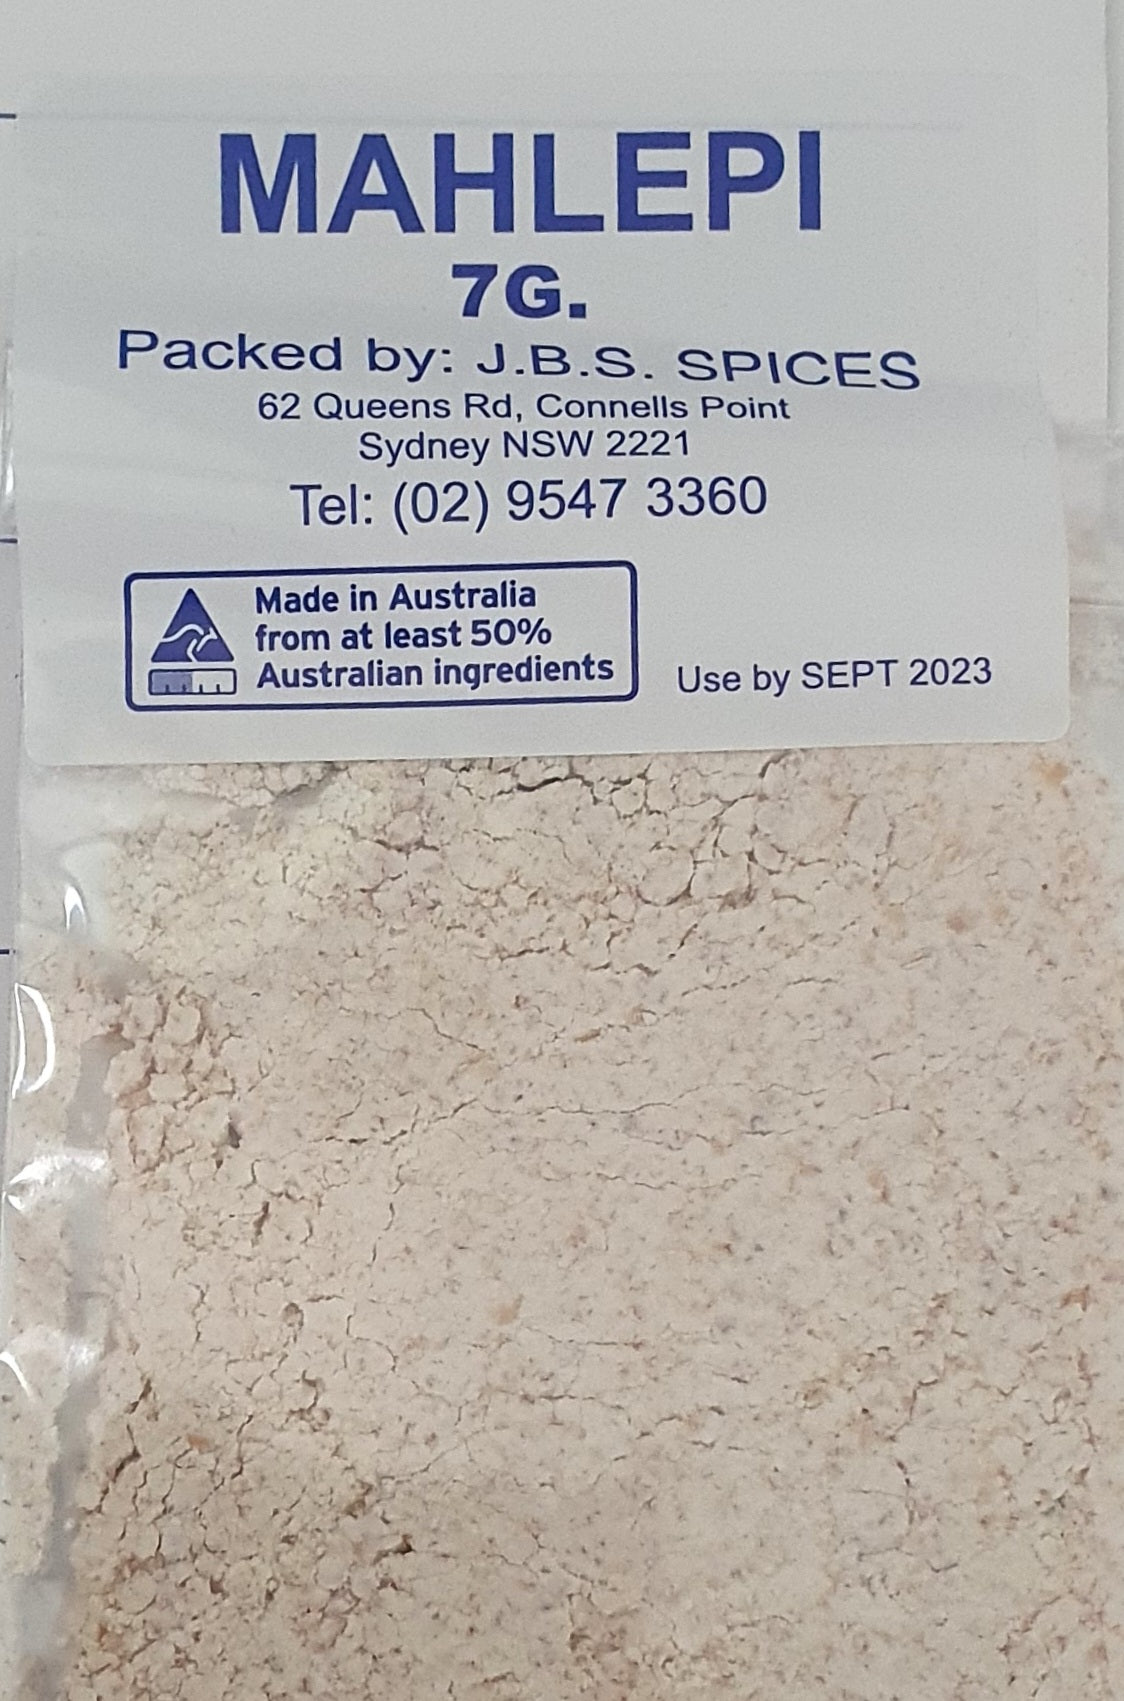 MAHLEPI
7G.
Packed by: J.B.S. SPICES
62 Queens Rd, Connells Point
Sydney NSW 2221
Tel: (02) 9547 3360
Made in Australia
from at least 50%
Australian ingredients
Use by SEPT 2023